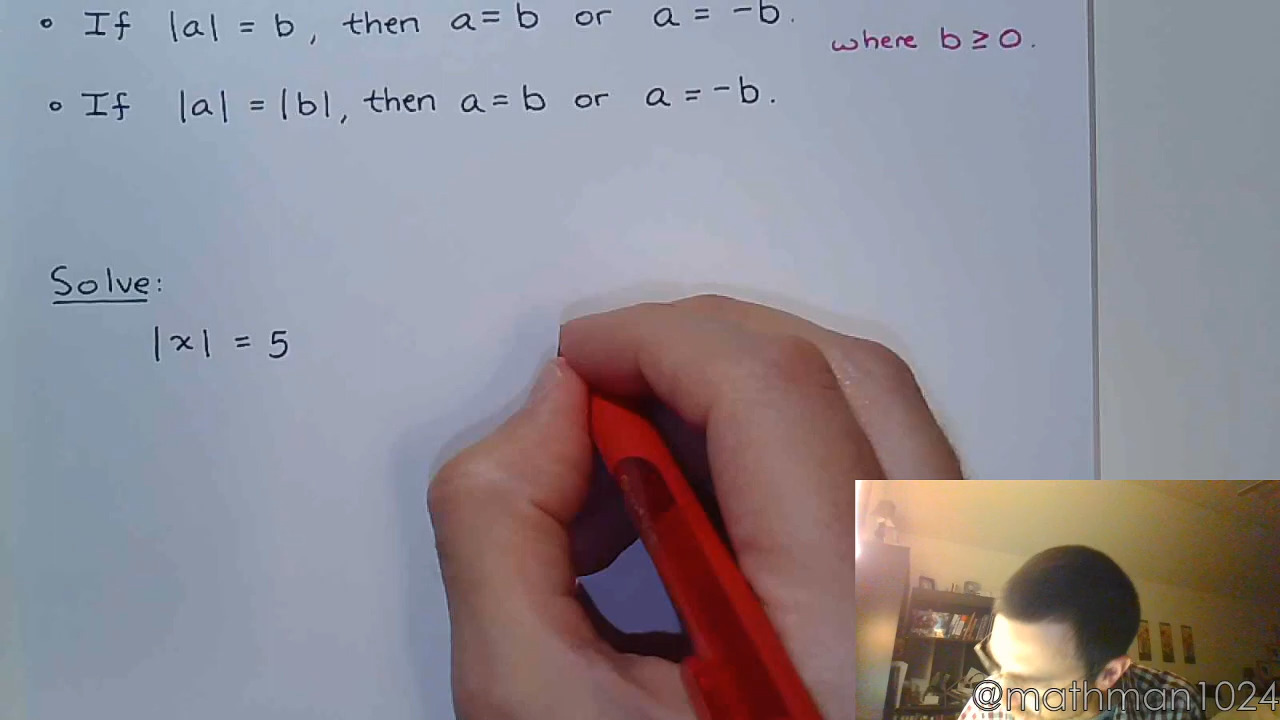 ∘ If |a| = b, then a = b or a = -b.
where b ≥ 0.
∘ If |a| = |b|, then a = b or a = -b.
Solve:
|x| = 5
@mathman1024